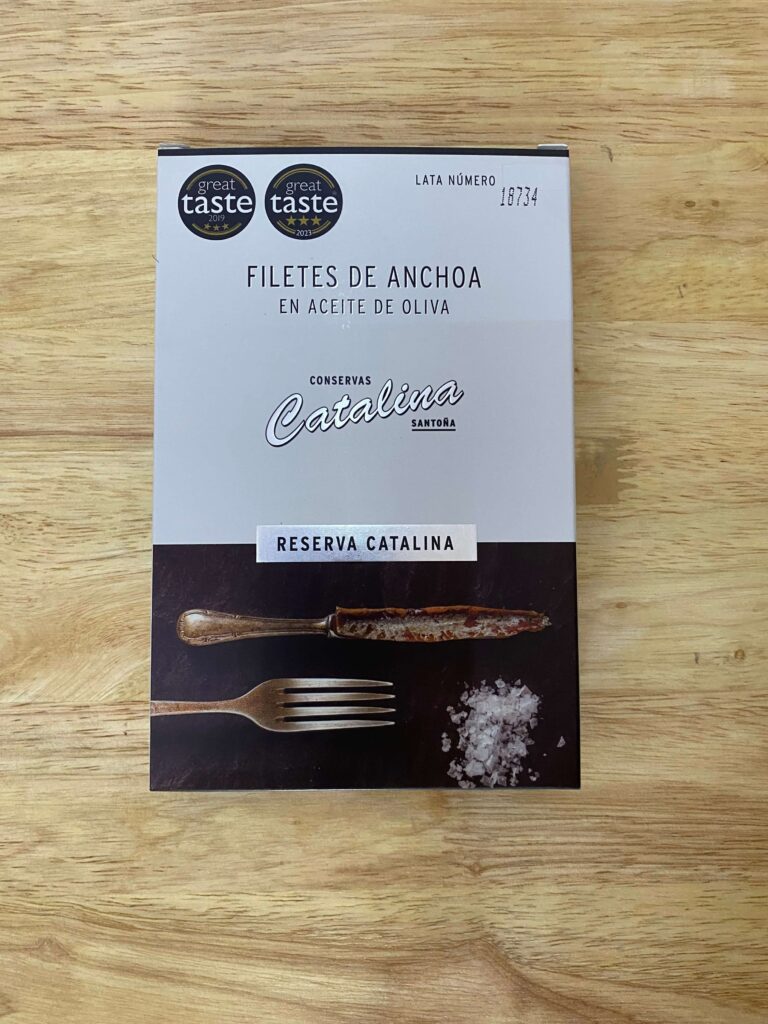 great
taste
2019
great
taste
2023
LATA NÚMERO
18734
FILETES DE ANCHOA
EN ACEITE DE OLIVA
CONSERVAS
Catalina
SANTOÑA
RESERVA CATALINA